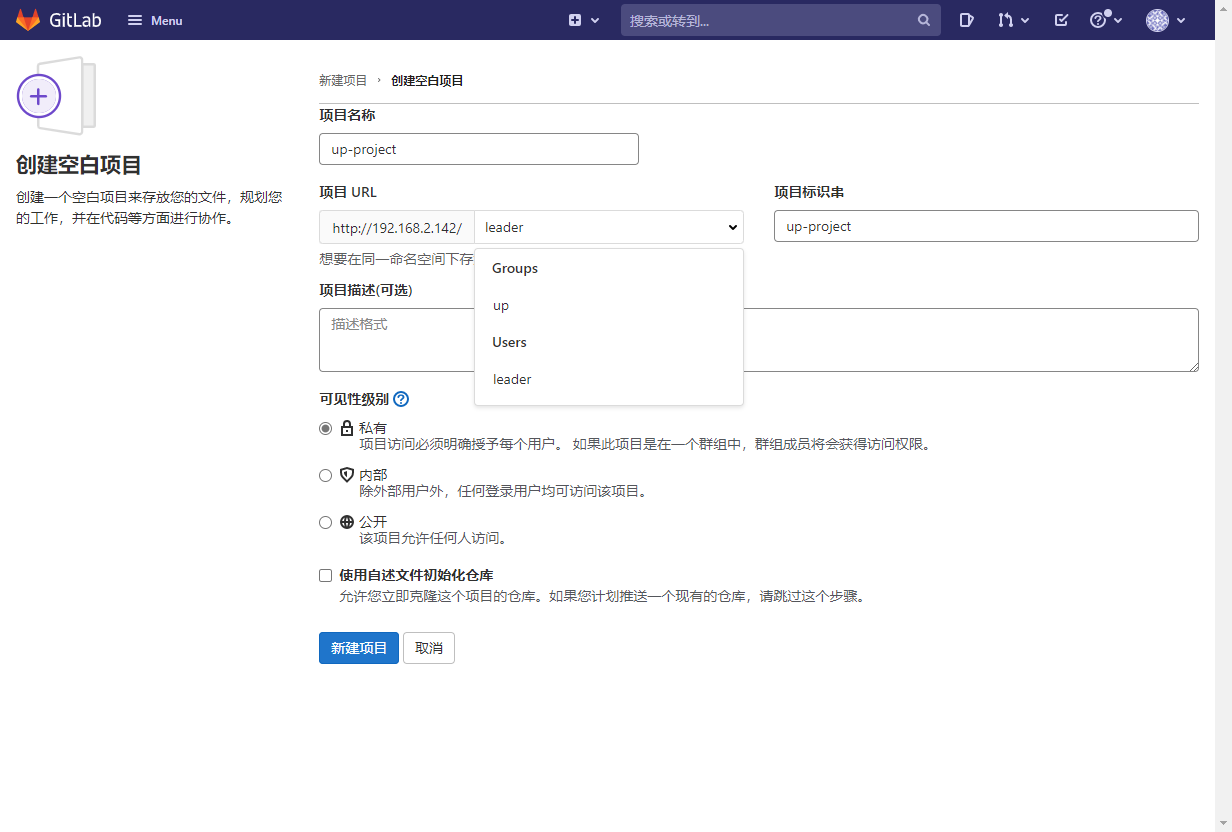 GitLab
Menu
搜索或转到...
创建空白项目
创建一个空白项目来存放您的文件，规划您
的工作，并在代码等方面进行协作。
新建项目 › 创建空白项目
项目名称
up-project
项目 URL
项目标识串
http://192.168.2.142/
leader
up-project
想要在同一命名空间下存
Groups
up
Users
leader
项目描述(可选)
描述格式
可见性级别
私有
项目访问必须明确授予每个用户。 如果此项目是在一个群组中，群组成员将会获得访问权限。
内部
除外部用户外，任何登录用户均可访问该项目。
公开
该项目允许任何人访问。
使用自述文件初始化仓库
允许您立即克隆这个项目的仓库。如果您计划推送一个现有的仓库，请跳过这个步骤。
新建项目
取消